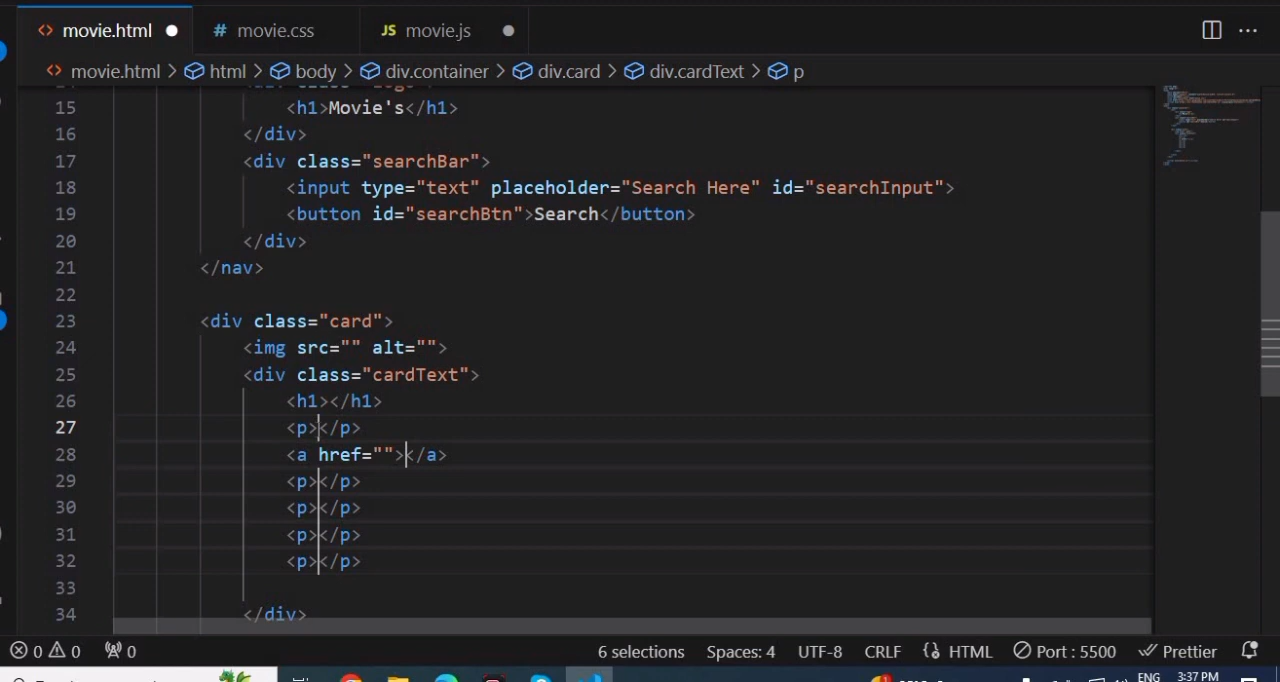 movie.html movie.css JS movie.js
movie.html > html > body > div.container > div.card > div.cardText > p
15 <h1>Movie's</h1>
16 </div>
17 <div class="searchBar">
18 <input type="text" placeholder="Search Here" id="searchInput">
19 <button id="searchBtn">Search</button>
20 </div>
21 </nav>
22
23 <div class="card">
24 <img src="" alt="">
25 <div class="cardText">
26 <h1></h1>
27 <p></p>
28 <a href=""></a>
29 <p></p>
30 <p></p>
31 <p></p>
32 <p></p>
33
34 </div>
0 0 0 6 selections Spaces: 4 UTF-8 CRLF HTML Port : 5500 Prettier
ENG 3:37 PM